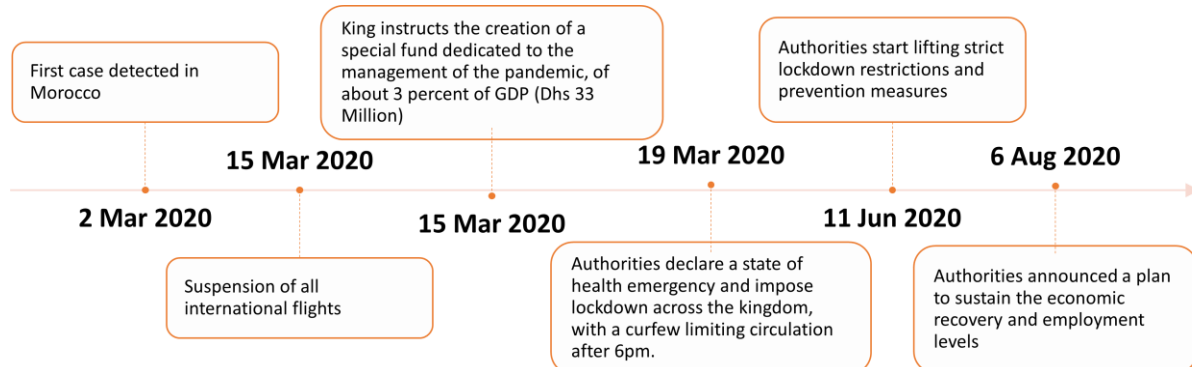 First case detected in
Morocco
2 Mar 2020
15 Mar 2020
Suspension of all
international flights
King instructs the creation of a
special fund dedicated to the
management of the pandemic, of
about 3 percent of GDP (Dhs 33
Million)
15 Mar 2020
19 Mar 2020
Authorities declare a state of
health emergency and impose
lockdown across the kingdom,
with a curfew limiting circulation
after 6pm.
Authorities start lifting strict
lockdown restrictions and
prevention measures
11 Jun 2020
6 Aug 2020
Authorities announced a plan
to sustain the economic
recovery and employment
levels